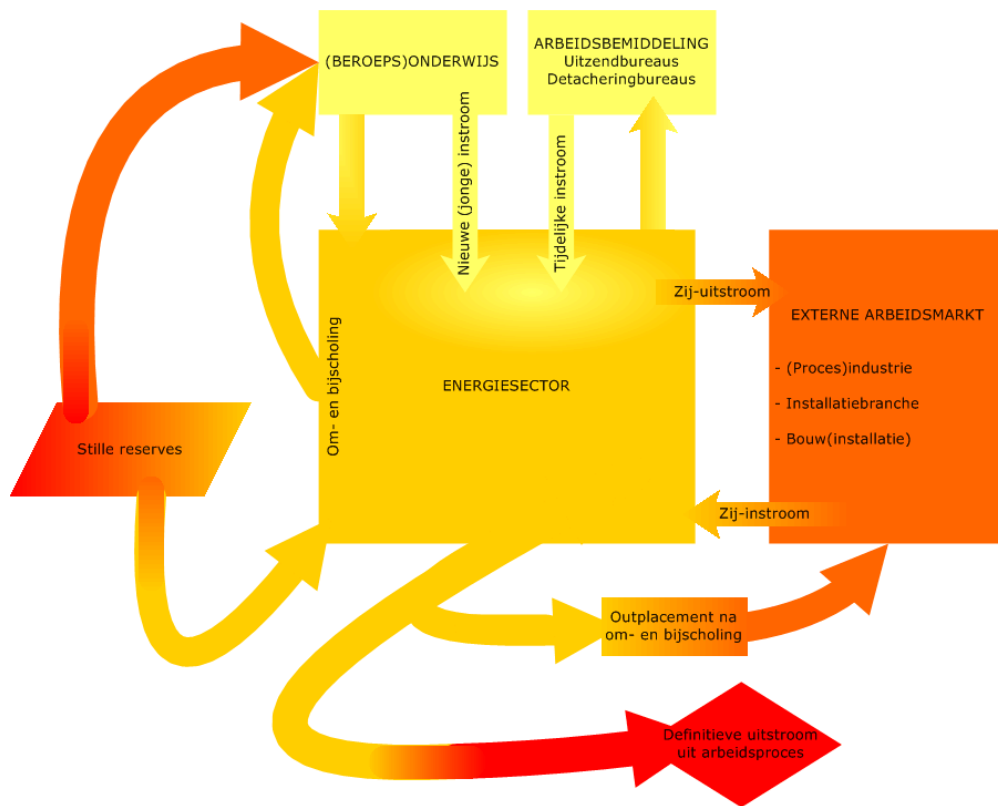 (BEROEPS)ONDERWIJS
ARBEIDSBEMIDDELING
Uitzendbureaus
Detacheringbureaus
Nieuwe (jonge) instroom
Tijdelijke instroom
Om- en bijscholing
ENERGIESECTOR
Zij-uitstroom
EXTERNE ARBEIDSMARKT
- (Proces)industrie
- Installatiebranche
- Bouw(installatie)
Stille reserves
Zij-instroom
Outplacement na
om- en bijscholing
Definitieve uitstroom
uit arbeidsproces